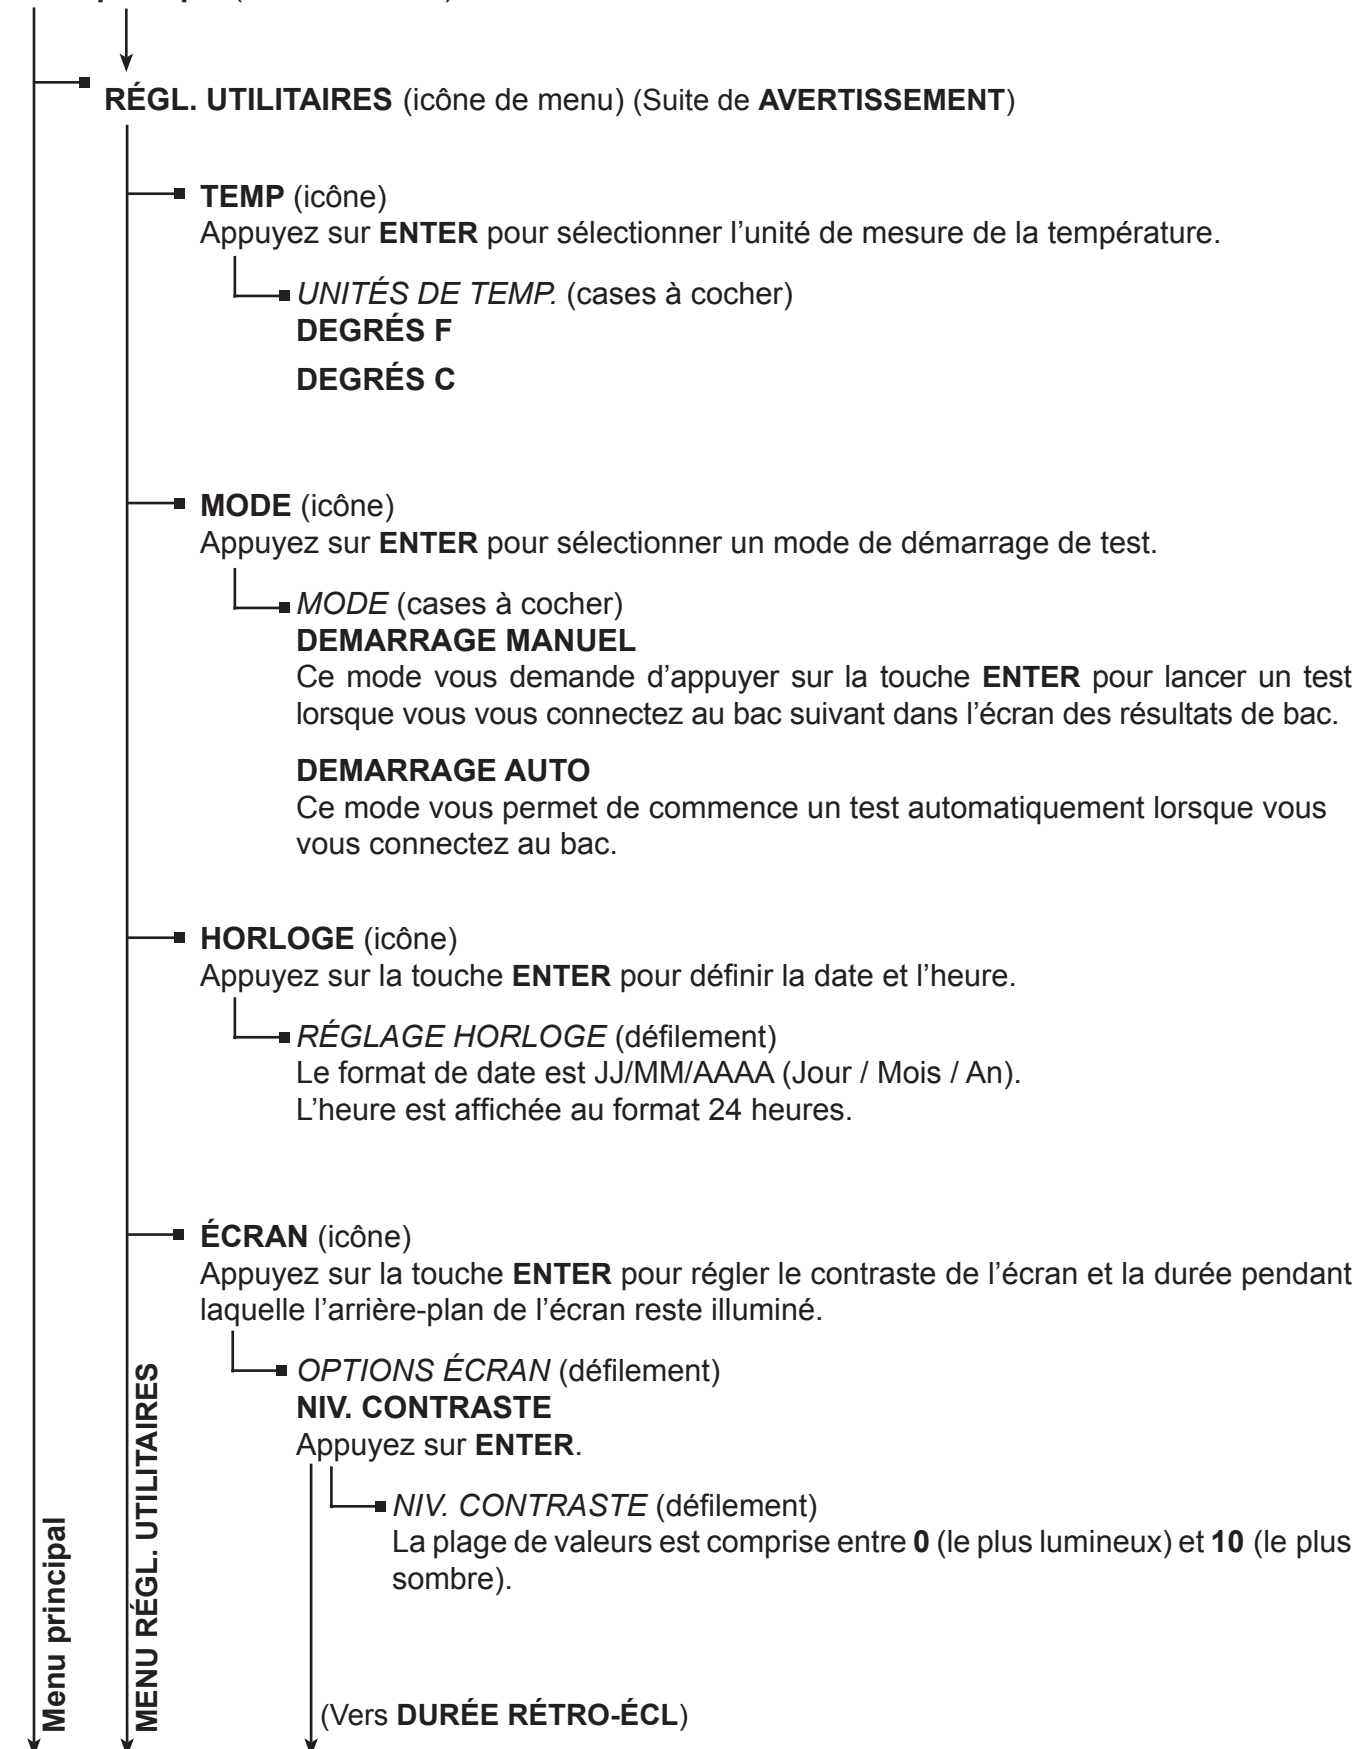 RÉGL. UTILITAIRES (icône de menu) (Suite de AVERTISSEMENT)
TEMP (icône)
Appuyez sur ENTER pour sélectionner l’unité de mesure de la température.
UNITÉS DE TEMP. (cases à cocher)
DEGRÉS F
DEGRÉS C
MODE (icône)
Appuyez sur ENTER pour sélectionner un mode de démarrage de test.
MODE (cases à cocher)
DEMARRAGE MANUEL
Ce mode vous demande d’appuyer sur la touche ENTER pour lancer un test
lorsque vous vous connectez au bac suivant dans l’écran des résultats de bac.
DEMARRAGE AUTO
Ce mode vous permet de commence un test automatiquement lorsque vous
vous connectez au bac.
HORLOGE (icône)
Appuyez sur la touche ENTER pour définir la date et l’heure.
RÉGLAGE HORLOGE (défilement)
Le format de date est JJ/MM/AAAA (Jour / Mois / An).
L’heure est affichée au format 24 heures.
ÉCRAN (icône)
Appuyez sur la touche ENTER pour régler le contraste de l’écran et la durée pendant
laquelle l’arrière-plan de l’écran reste illuminé.
OPTIONS ÉCRAN (défilement)
NIV. CONTRASTE
Appuyez sur ENTER.
NIV. CONTRASTE (défilement)
La plage de valeurs est comprise entre 0 (le plus lumineux) et 10 (le plus
sombre).
(Vers DURÉE RÉTRO-ÉCL)
Menu principal
MENU RÉGL. UTILITAIRES